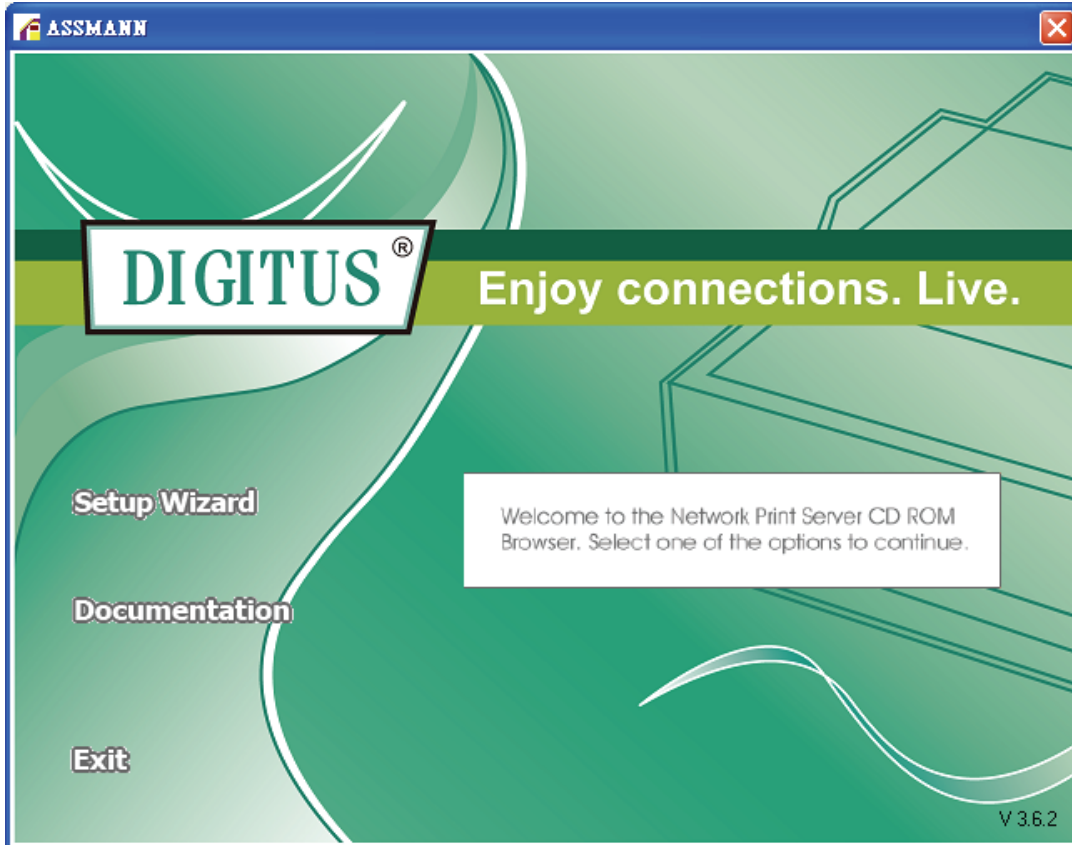 ASSMANN
DIGITUS®
Enjoy connections. Live.
Setup Wizard
Welcome to the Network Print Server CD ROM
Browser. Select one of the options to continue.
Documentation
Exit
V 3.6.2